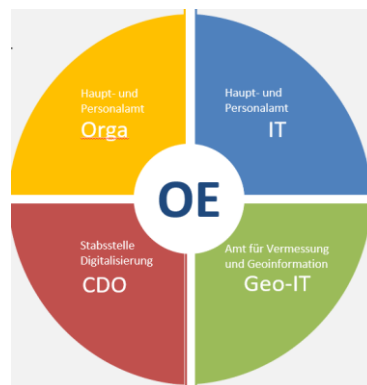 Haupt- und
Personalamt
Orga
Haupt- und
Personalamt
IT
OE
Stabsstelle
Digitalisierung
CDO
Amt für Vermessung
und Geoinformation
Geo-IT